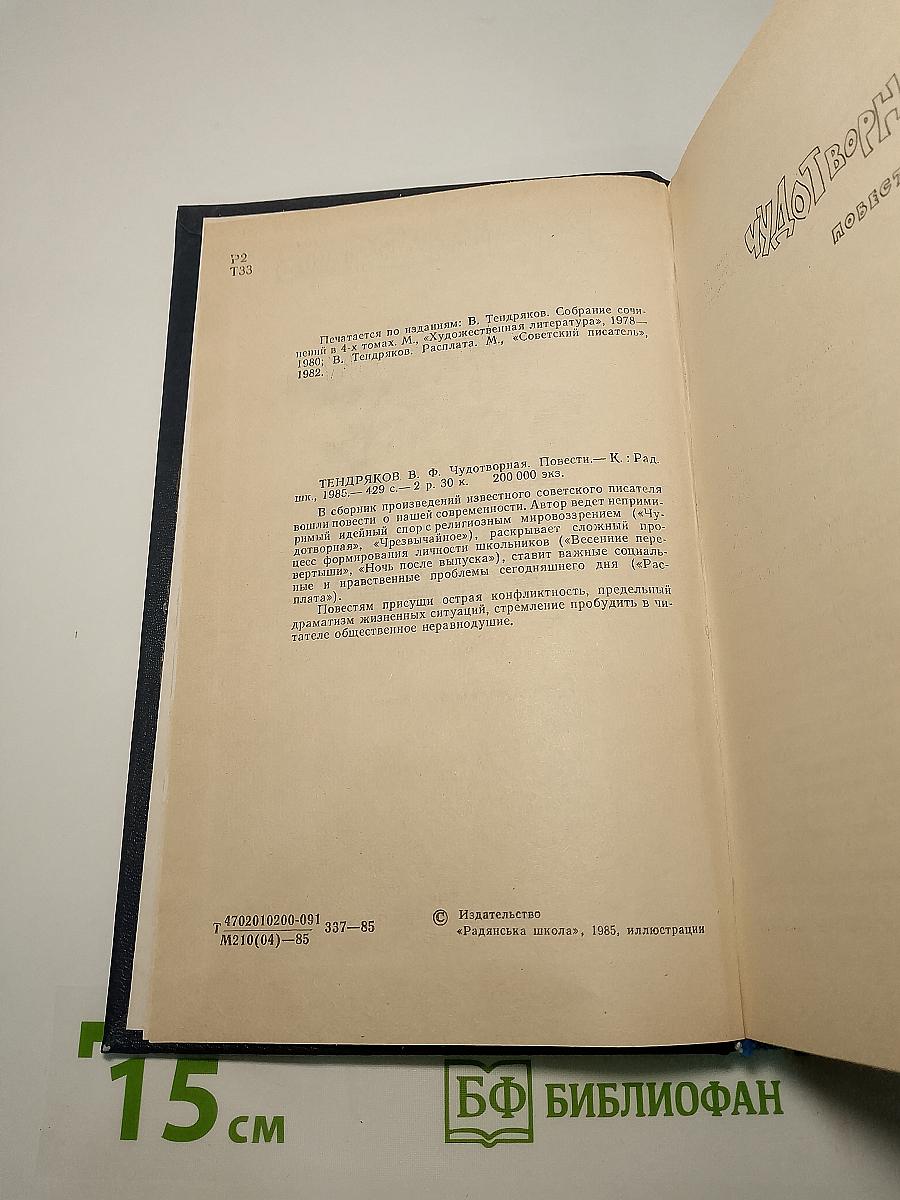 Р2
Т33
Печатается по изданиям: В. Тендряков. Собрание сочи-
нений в 4-х томах. М., «Художественная литература», 1978—
1980; В. Тендряков. Расплата. М., «Советский писатель»,
1982.
ТЕНДРЯКОВ В. Ф. Чудотворная. Повести.— К. : Рад.
шк., 1985.— 429 с.— 2 р. 30 к. 200 000 экз.
В сборник произведений известного советского писателя
вошли повести о нашей современности. Автор ведет неприми-
римый идейный спор с религиозным мировоззрением («Чу-
дотворная», «Чрезвычайное»), раскрывает сложный про-
цесс формирования личности школьников («Весенние пере-
вертыши», «Ночь после выпуска»), ставит важные социаль-
ные и нравственные проблемы сегодняшнего дня («Рас-
плата»).
Повестям присущи острая конфликтность, предельный
драматизм жизненных ситуаций, стремление пробудить в чи-
тателе общественное неравнодушие.
Т 4702010200-091 337—85
М210(04)—85
© Издательство
«Радянська школа», 1985, иллюстрации
ЧУДОТВОРН
ПОВЕСТ
15 см
БФ БИБЛИОФАН